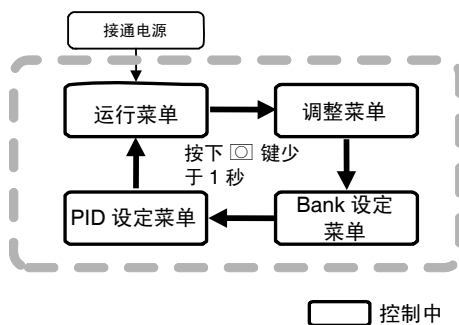 接通电源
运行菜单
调整菜单
按下 键少
于 1 秒
PID 设定菜单
Bank 设定
菜单
控制中